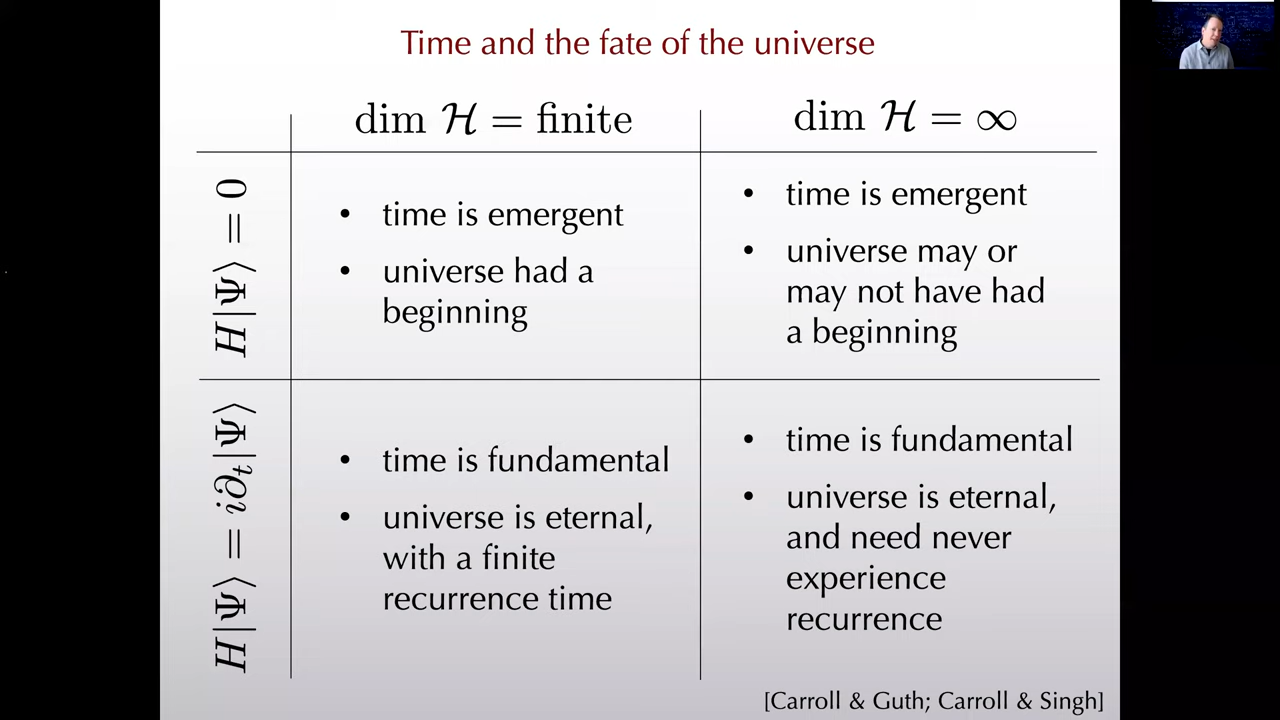 Time and the fate of the universe
dim ℋ = finite
dim ℋ = ∞
H|Ψ⟩ = 0
• time is emergent
• universe had a
beginning
• time is emergent
• universe may or
may not have had
a beginning
H|Ψ⟩ = i∂ₜ|Ψ⟩
• time is fundamental
• universe is eternal,
with a finite
recurrence time
• time is fundamental
• universe is eternal,
and need never
experience
recurrence
[Carroll & Guth; Carroll & Singh]